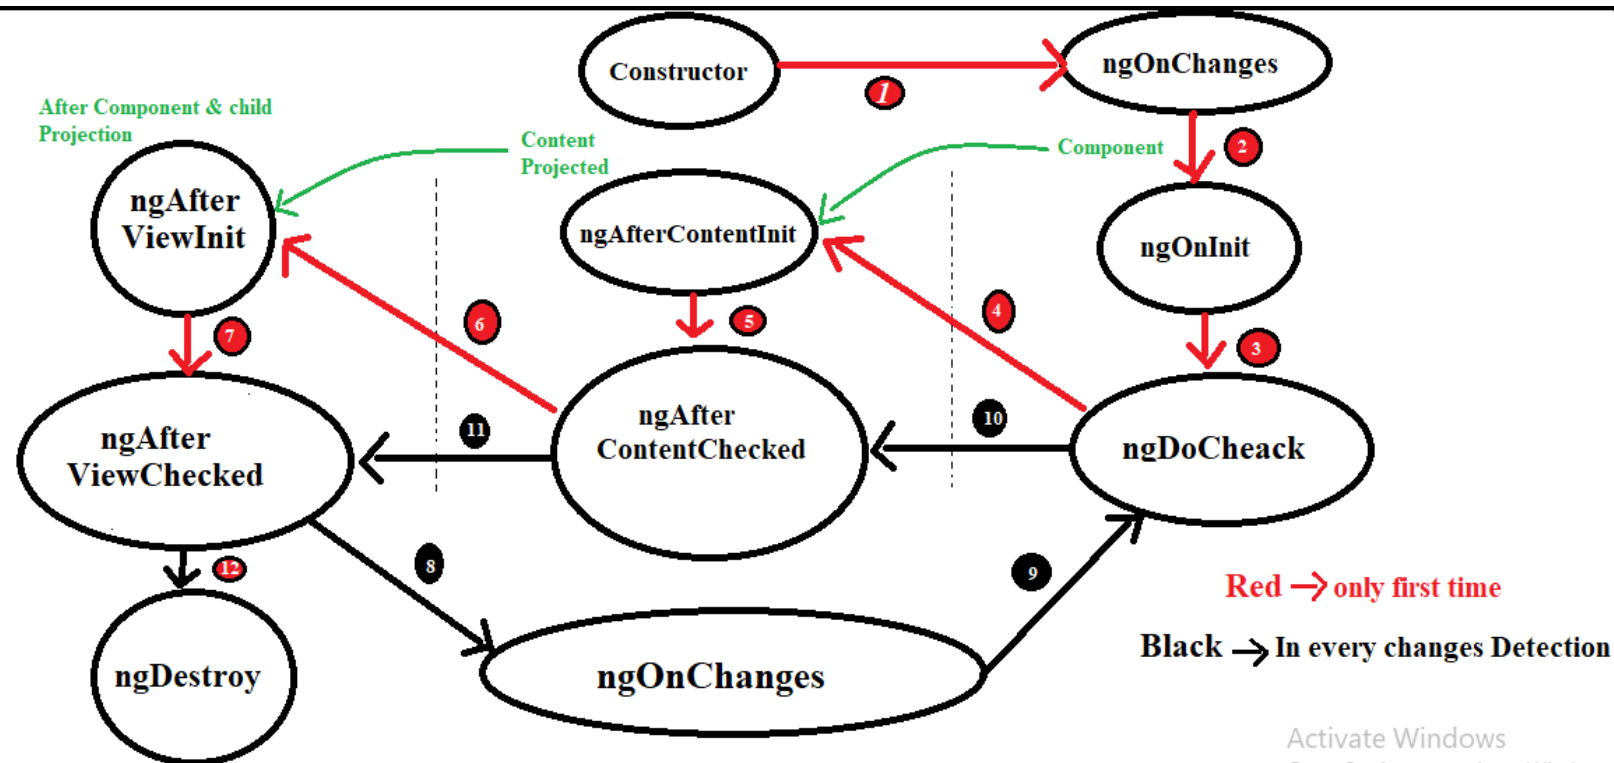 Constructor
1
ngOnChanges
After Component & child
Projection
Content
Projected
Component
2
ngAfter
ViewInit
ngAfterContentInit
ngOnInit
7
6
5
4
3
ngAfter
ViewChecked
11
ngAfter
ContentChecked
10
ngDoCheack
12
8
9
Red
only first time
Black
In every changes Detection
ngDestroy
ngOnChanges
Activate Windows